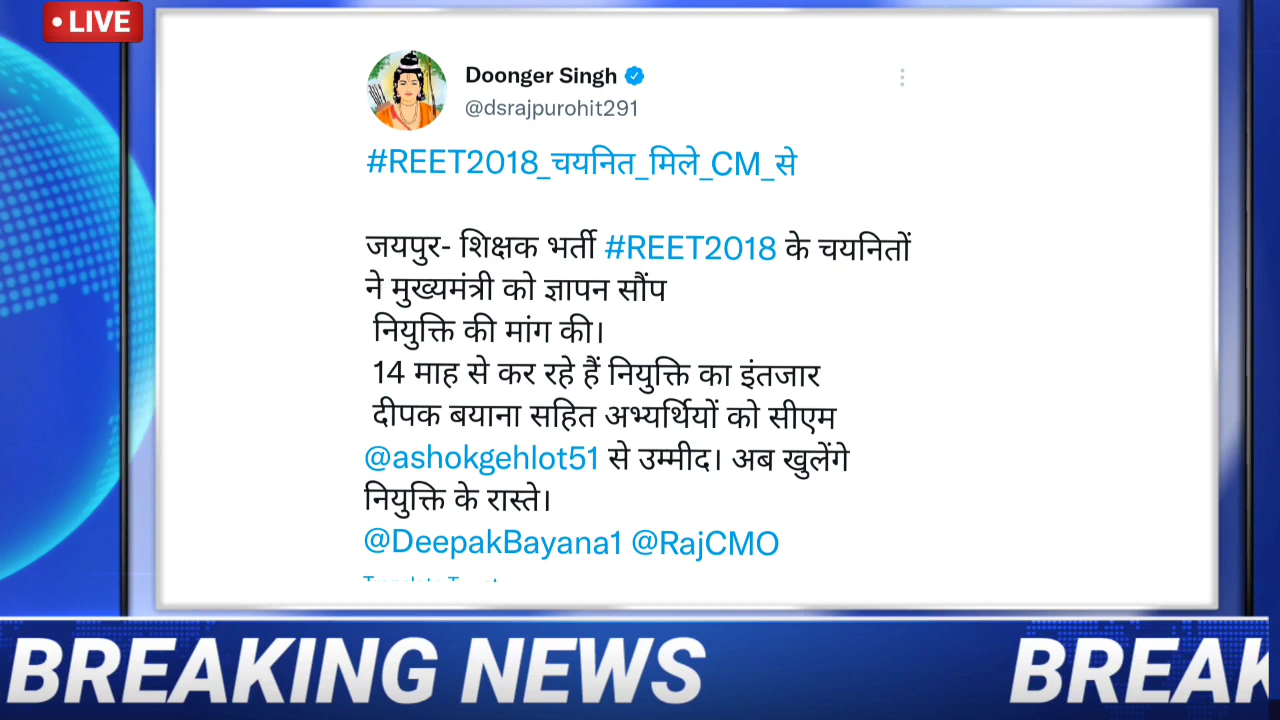 LIVE
Doonger Singh
@dsrajpurohit291
#REET2018_चयनित_मिले_CM_से
जयपुर- शिक्षक भर्ती #REET2018 के चयनितों
ने मुख्यमंत्री को ज्ञापन सौंप
नियुक्ति की मांग की।
14 माह से कर रहे हैं नियुक्ति का इंतजार
दीपक बयाना सहित अभ्यर्थियों को सीएम
@ashokgehlot51 से उम्मीद। अब खुलेंगे
नियुक्ति के रास्ते।
@DeepakBayana1 @RajCMO
BREAKING NEWS BREAK